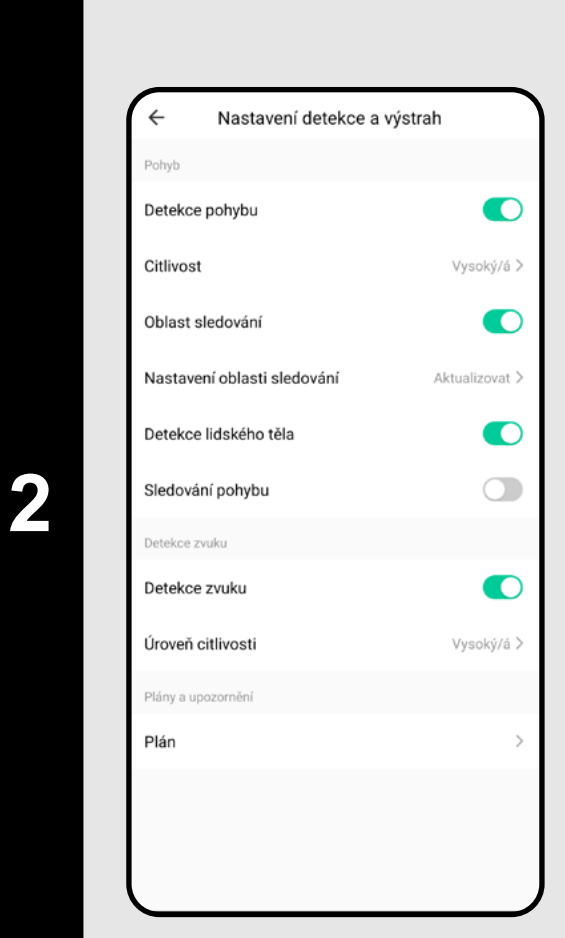 Nastavení detekce a výstrah
Pohyb
Detekce pohybu
Citlivost Vysoký/á
Oblast sledování
Nastavení oblasti sledování Aktualizovat
Detekce lidského těla
2
Sledování pohybu
Detekce zvuku
Detekce zvuku
Úroveň citlivosti Vysoký/á
Plány a upozornění
Plán